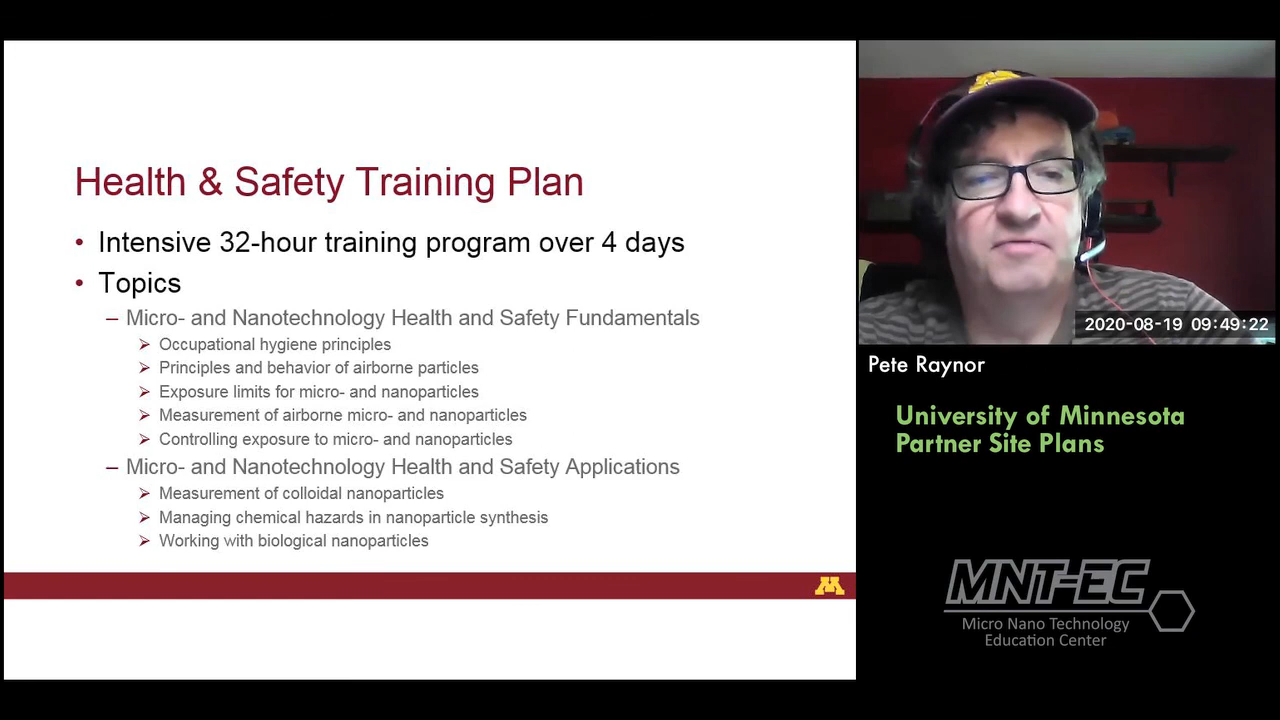 Health & Safety Training Plan
• Intensive 32-hour training program over 4 days
• Topics
– Micro- and Nanotechnology Health and Safety Fundamentals
➢ Occupational hygiene principles
➢ Principles and behavior of airborne particles
➢ Exposure limits for micro- and nanoparticles
➢ Measurement of airborne micro- and nanoparticles
➢ Controlling exposure to micro- and nanoparticles
– Micro- and Nanotechnology Health and Safety Applications
➢ Measurement of colloidal nanoparticles
➢ Managing chemical hazards in nanoparticle synthesis
➢ Working with biological nanoparticles
M
2020-08-19 09:49:22
Pete Raynor
University of Minnesota
Partner Site Plans
MNT-EC
Micro Nano Technology
Education Center